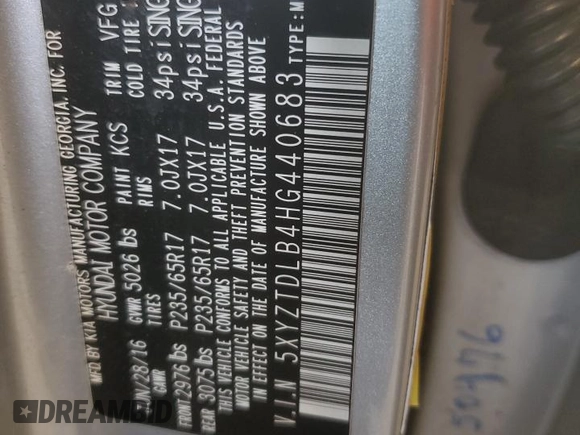 MFD BY KIA MOTORS MANUFACTURING GEORGIA, INC. FOR
HYUNDAI MOTOR COMPANY
JUN/28/16 GVWR 5026 lbs PAINT KCS TRIM VFG
GAWR TIRES RIMS COLD TIRE
FRONT 2976 lbs P235/65R17 7.0JX17 34psi SING
REAR 3075 lbs P235/65R17 7.0JX17 34psi SING
THIS VEHICLE CONFORMS TO ALL APPLICABLE U.S.A. FEDERAL
MOTOR VEHICLE SAFETY AND THEFT PREVENTION STANDARDS
IN EFFECT ON THE DATE OF MANUFACTURE SHOWN ABOVE
V.I.N 5XYZTDLB4HG440683 TYPE:M
DREAMBID